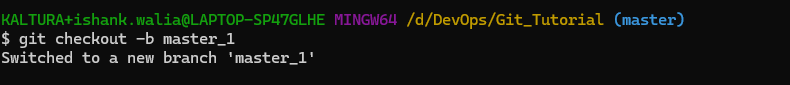 KALTURA+ishank.walia@LAPTOP-SP47GLHE MINGW64 /d/DevOps/Git_Tutorial (master)
$ git checkout -b master_1
Switched to a new branch 'master_1'